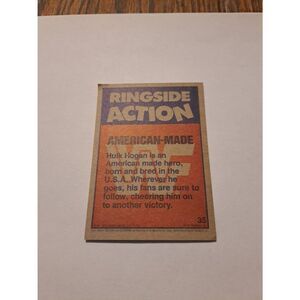 RINGSIDE
ACTION
AMERICAN-MADE
Hulk Hogan is an
American made hero,
born and bred in the
U.S.A. Wherever he
goes, his fans are sure to
follow, cheering him on
to another victory.
35